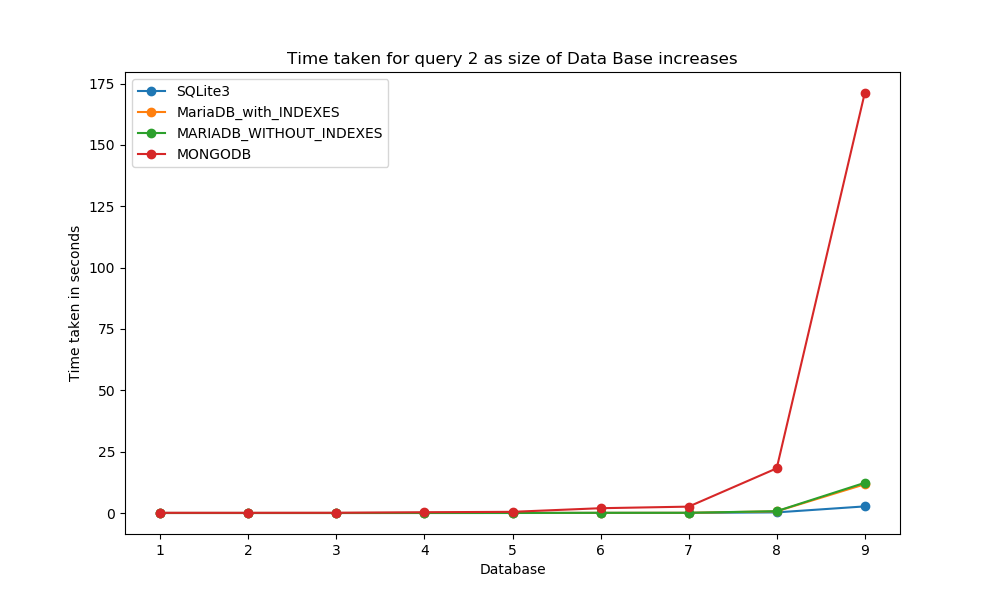 Time taken for query 2 as size of Data Base increases
SQLite3
MariaDB_with_INDEXES
MARIADB_WITHOUT_INDEXES
MONGODB
Time taken in seconds
175
150
125
100
75
50
25
0
1 2 3 4 5 6 7 8 9
Database